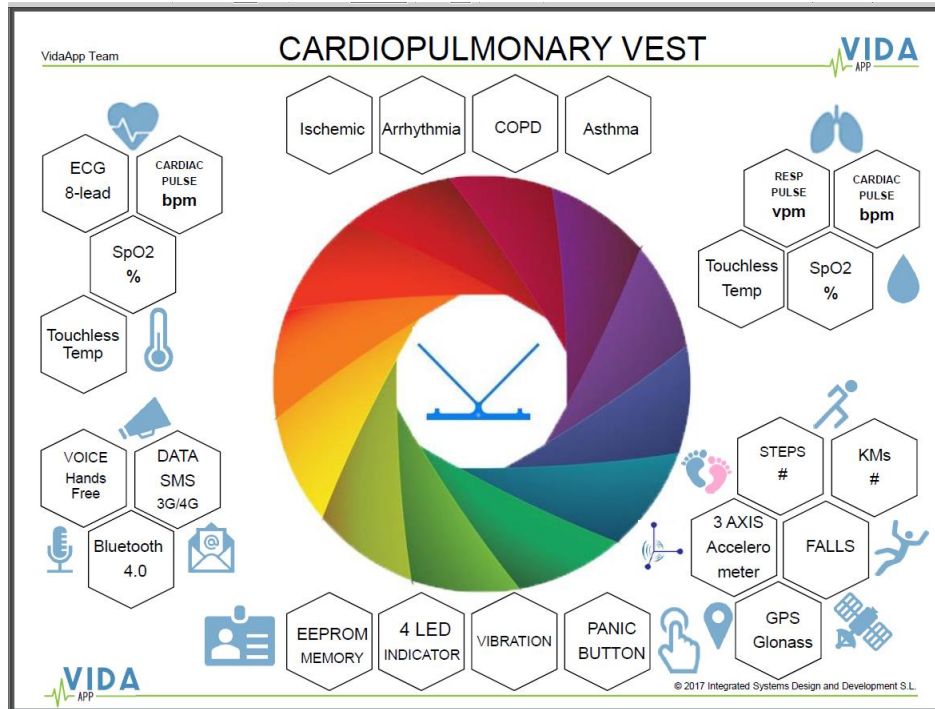 VidaApp Team
CARDIOPULMONARY VEST
VIDA
APP
Ischemic
Arrhythmia
COPD
Asthma
ECG
8-lead
CARDIAC
PULSE
bpm
SpO2
%
Touchless
Temp
RESP
PULSE
vpm
CARDIAC
PULSE
bpm
Touchless
Temp
SpO2
%
VOICE
Hands
Free
DATA
SMS
3G/4G
Bluetooth
4.0
@
STEPS
#
KMs
#
3 AXIS
Accelero
meter
FALLS
GPS
Glonass
EEPROM
MEMORY
4 LED
INDICATOR
VIBRATION
PANIC
BUTTON
VIDA
APP
© 2017 Integrated Systems Design and Development S.L.